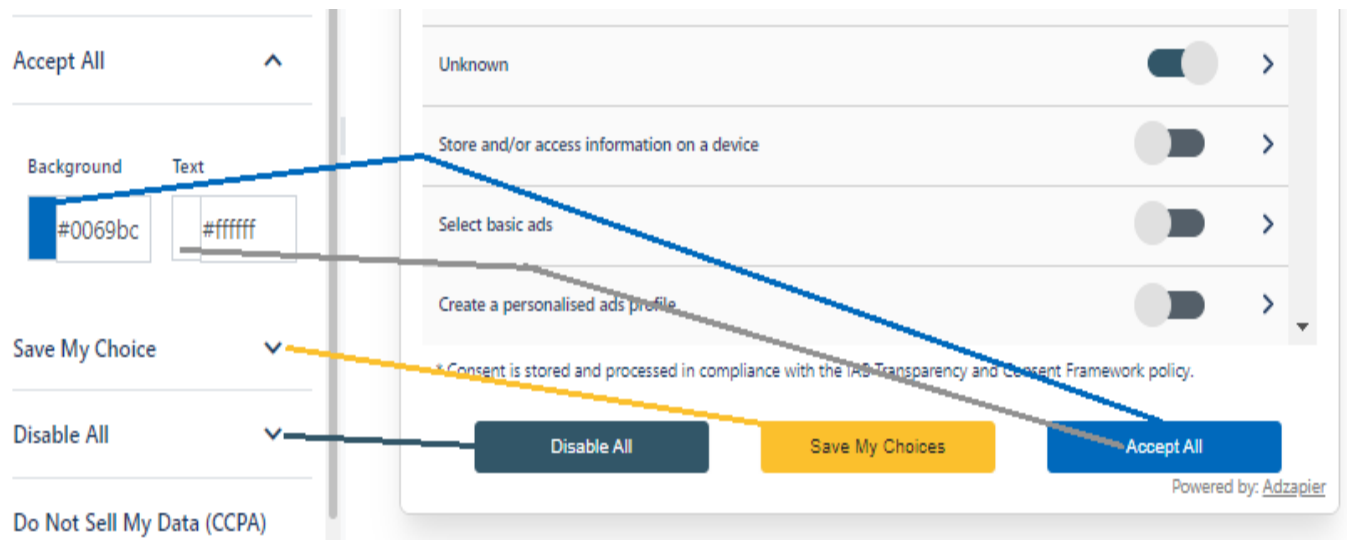 Accept All
Background Text
#0069bc #ffffff
Save My Choice
Disable All
Do Not Sell My Data (CCPA)
Unknown
Store and/or access information on a device
Select basic ads
Create a personalised ads profile
* Consent is stored and processed in compliance with the IAB Transparency and Consent Framework policy.
Disable All Save My Choices Accept All
Powered by: Adzapier